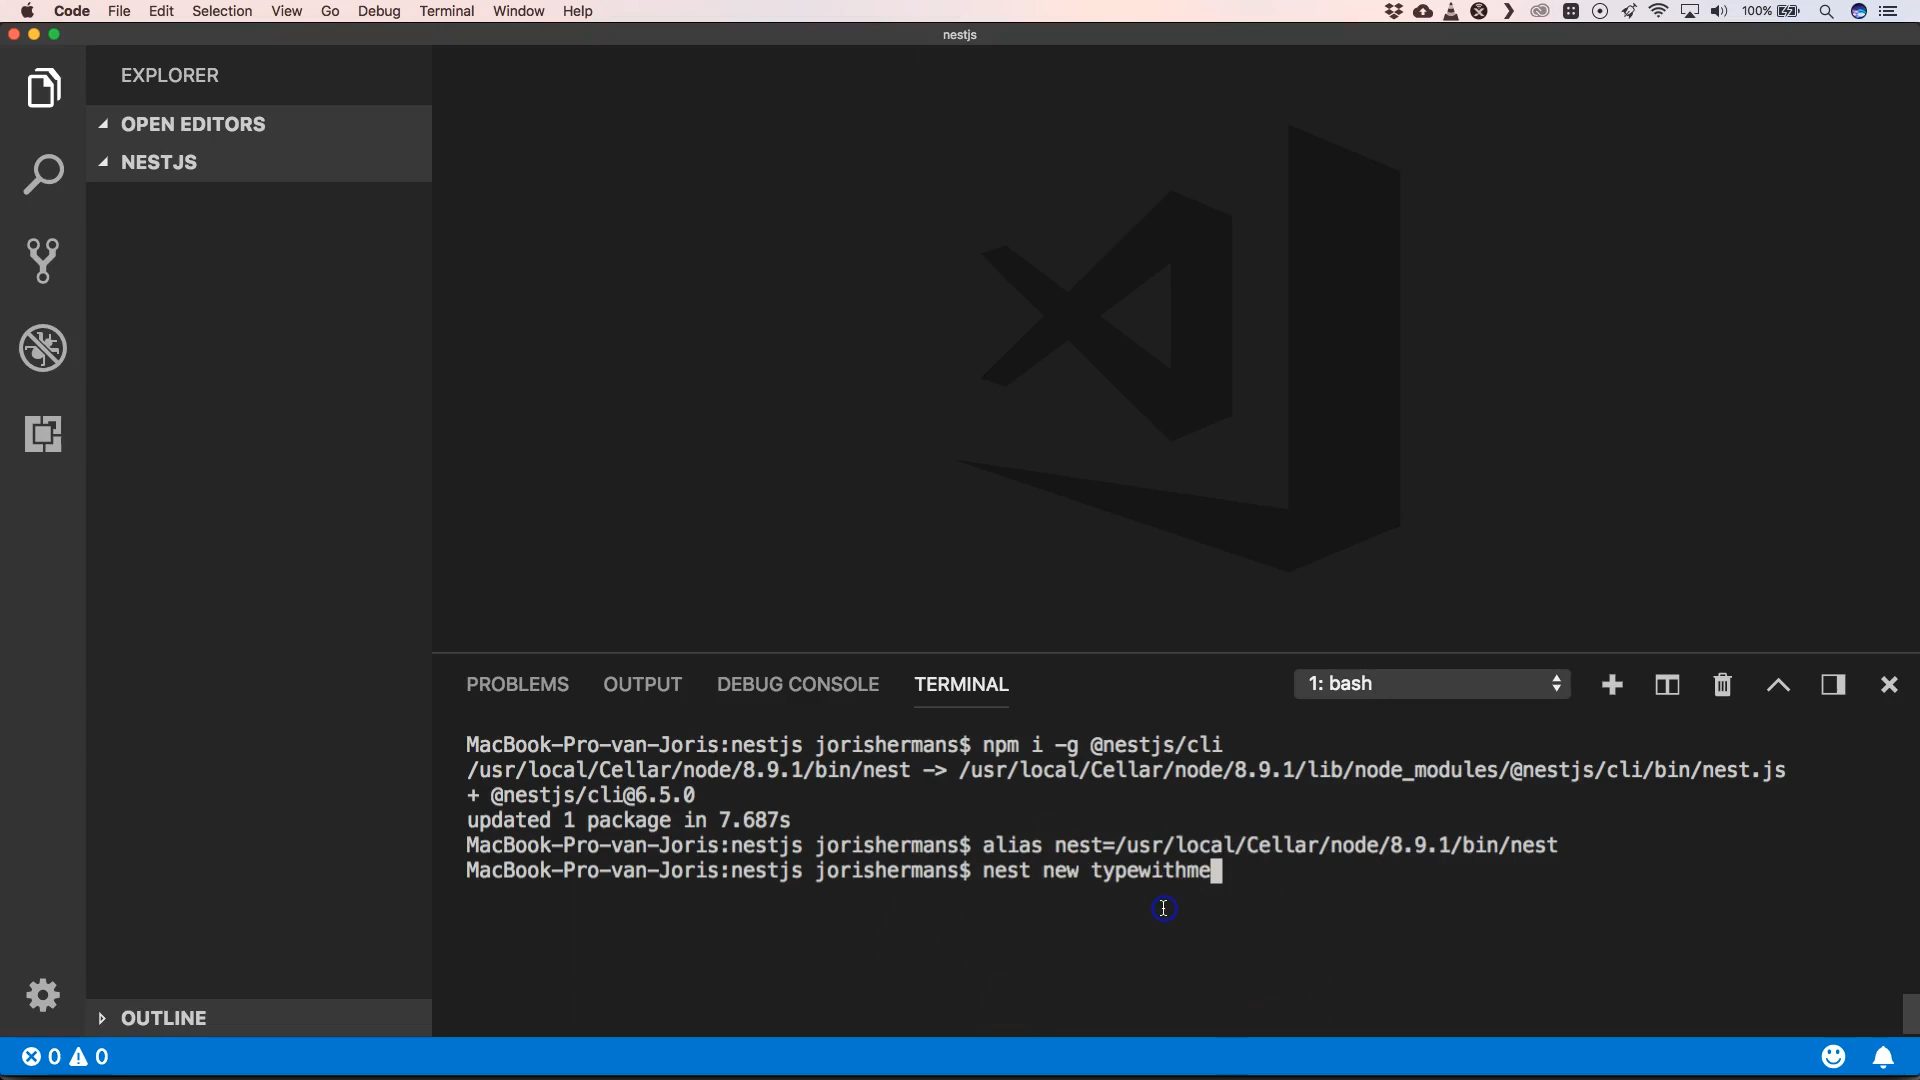 Code File Edit Selection View Go Debug Terminal Window Help 100%
nestjs
EXPLORER
OPEN EDITORS
NESTJS
PROBLEMS OUTPUT DEBUG CONSOLE TERMINAL 1: bash
MacBook-Pro-van-Joris:nestjs jorishermans$ npm i -g @nestjs/cli
/usr/local/Cellar/node/8.9.1/bin/nest -> /usr/local/Cellar/node/8.9.1/lib/node_modules/@nestjs/cli/bin/nest.js
+ @nestjs/cli@6.5.0
updated 1 package in 7.687s
MacBook-Pro-van-Joris:nestjs jorishermans$ alias nest=/usr/local/Cellar/node/8.9.1/bin/nest
MacBook-Pro-van-Joris:nestjs jorishermans$ nest new typewithme
OUTLINE
0 0